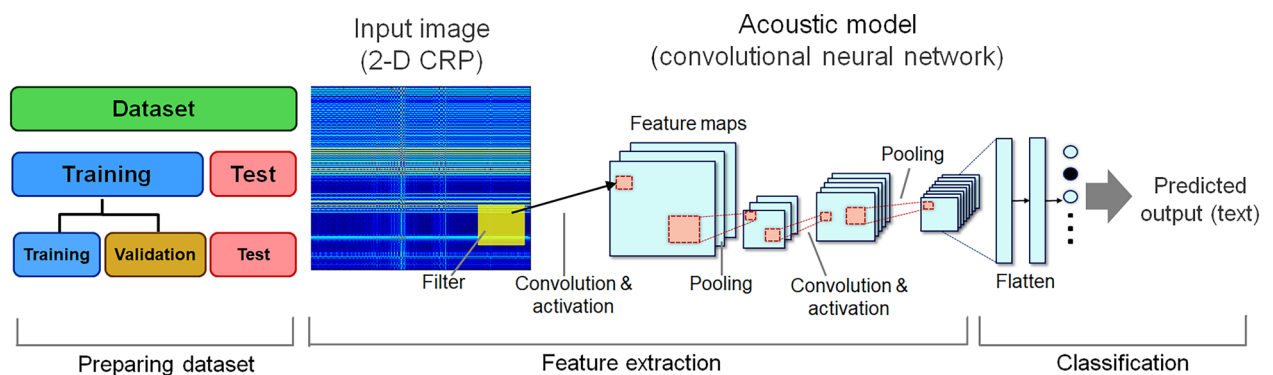 Input image
(2-D CRP)
Acoustic model
(convolutional neural network)
Dataset
Training
Test
Training
Validation
Test
Feature maps
Pooling
Predicted
output (text)
Filter
Convolution &
activation
Pooling
Convolution &
activation
Flatten
Preparing dataset
Feature extraction
Classification